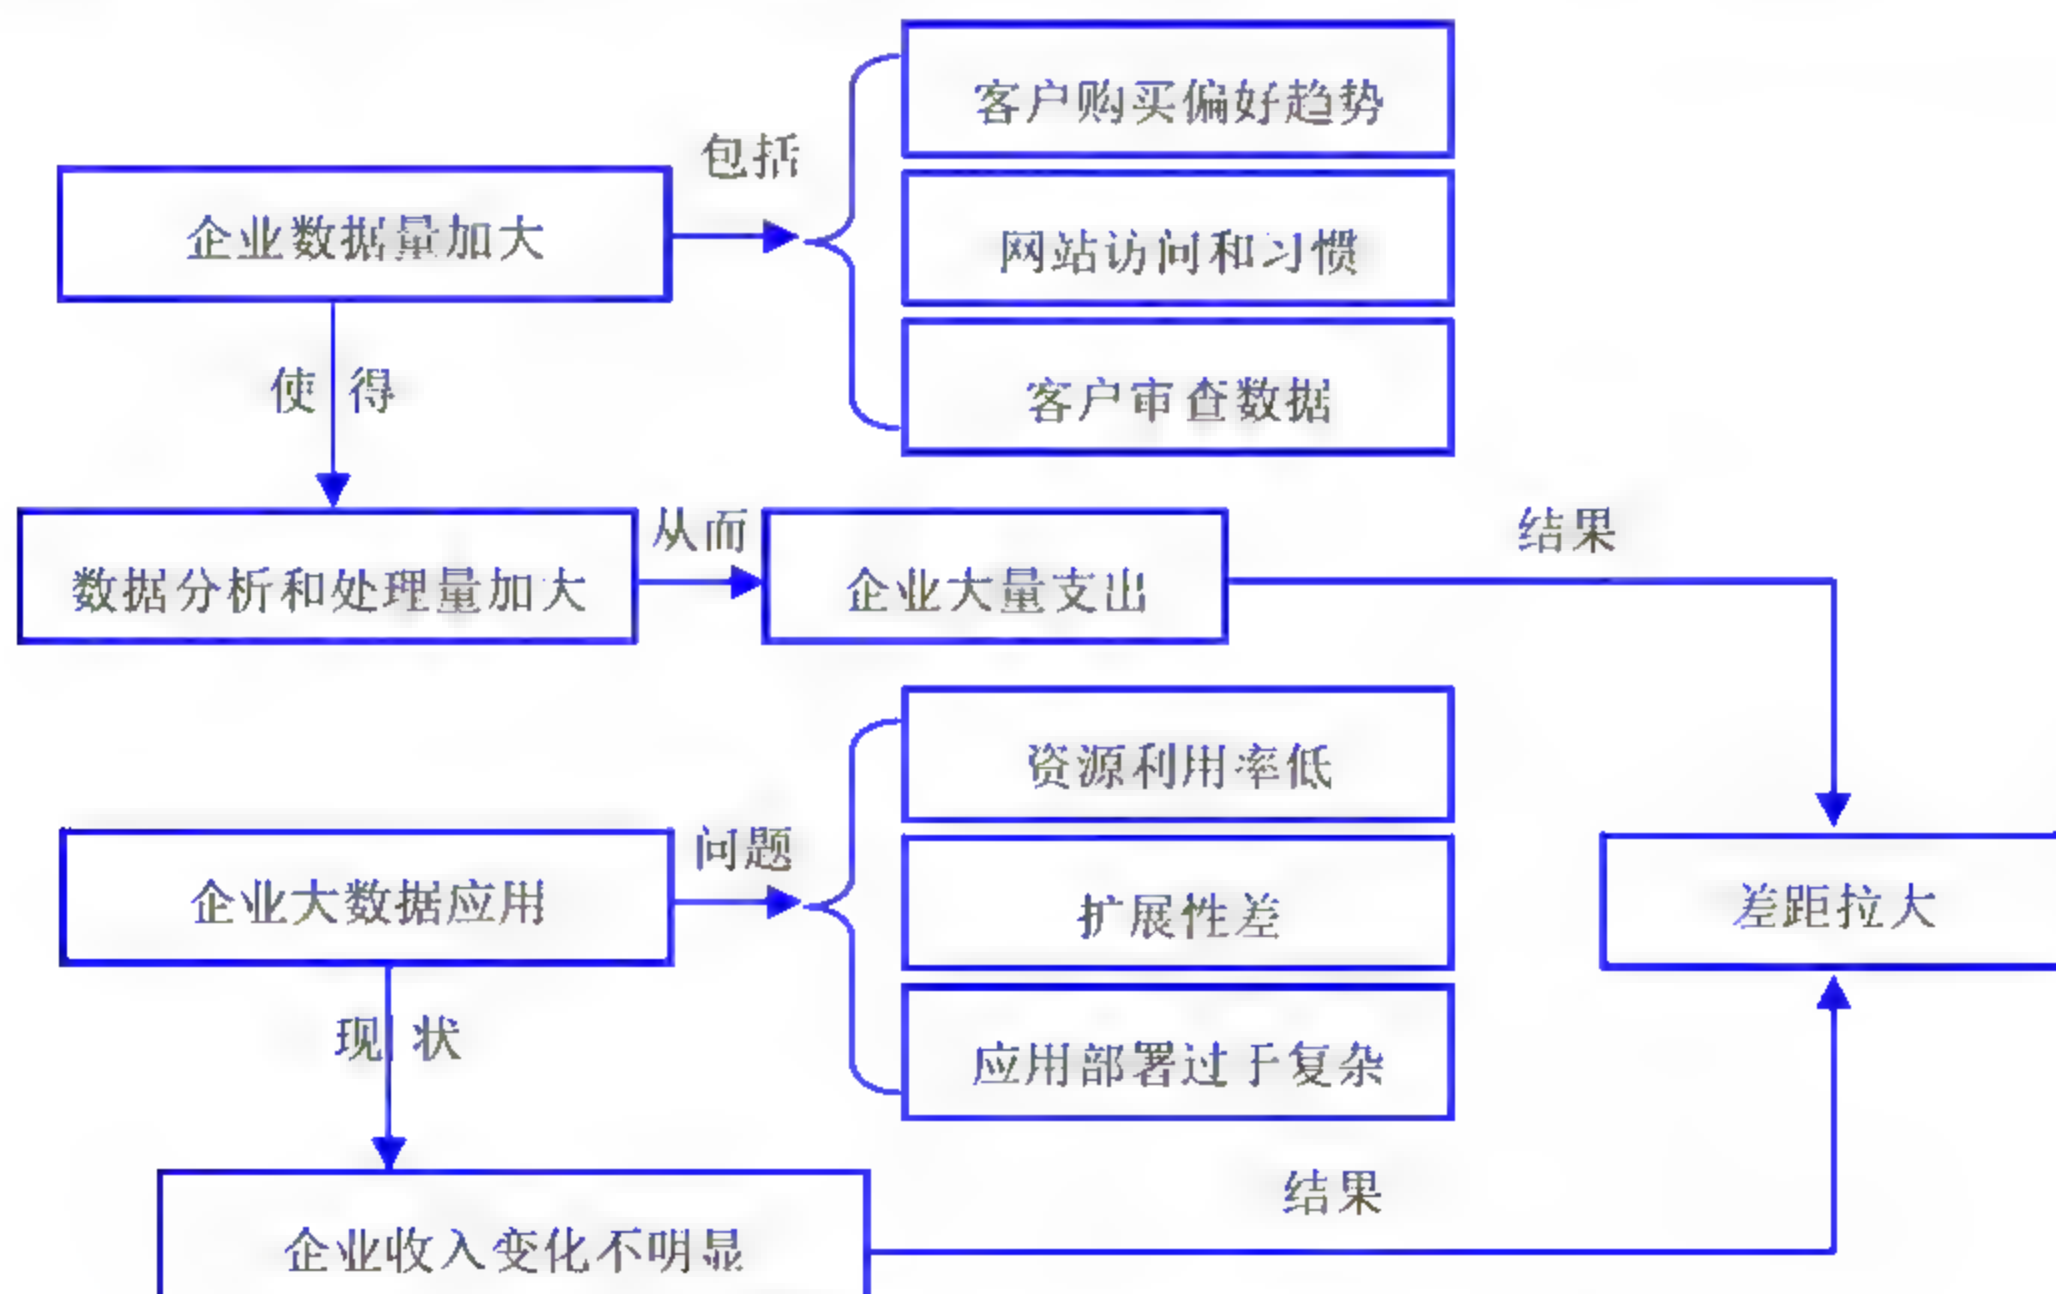 客户购买偏好趋势
包括
企业数据量加大
网站访问和习惯
使得
客户审查数据
从而
结果
数据分析和处理量加大
企业大量支出
资源利用率低
问题
企业大数据应用
扩展性差
差距拉大
现状
应用部署过于复杂
结果
企业收入变化不明显